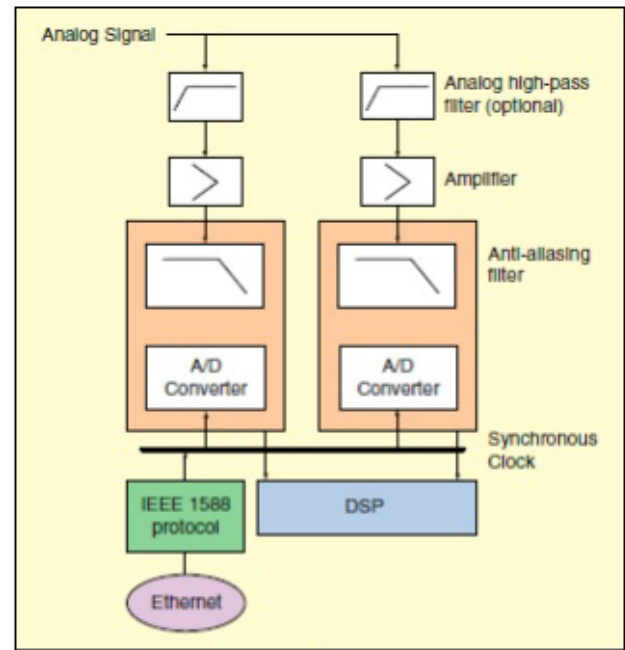 Analog Signal
Analog high-pass
filter (optional)
Amplifier
Anti-aliasing
filter
A/D
Converter
A/D
Converter
Synchronous
Clock
IEEE 1588
protocol
DSP
Ethernet